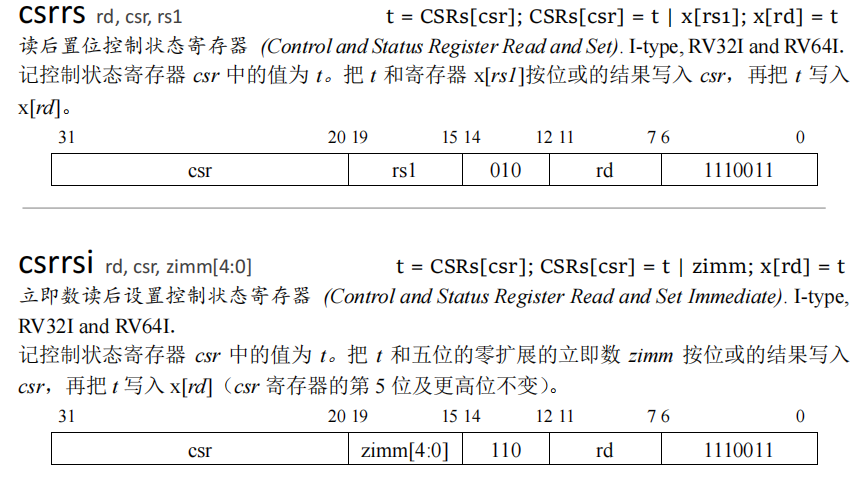 csrrs rd, csr, rs1 t = CSRs[csr]; CSRs[csr] = t | x[rs1]; x[rd] = t
读后置位控制状态寄存器 (Control and Status Register Read and Set). I-type, RV32I and RV64I.
记控制状态寄存器 csr 中的值为 t。把 t 和寄存器 x[rs1]按位或的结果写入 csr，再把 t 写入
x[rd]。
31 20 19 15 14 12 11 7 6 0
csr rs1 010 rd 1110011
csrrsi rd, csr, zimm[4:0] t = CSRs[csr]; CSRs[csr] = t | zimm; x[rd] = t
立即数读后设置控制状态寄存器 (Control and Status Register Read and Set Immediate). I-type,
RV32I and RV64I.
记控制状态寄存器 csr 中的值为 t。把 t 和五位的零扩展的立即数 zimm 按位或的结果写入
csr，再把 t 写入 x[rd]（csr 寄存器的第 5 位及更高位不变）。
31 20 19 15 14 12 11 7 6 0
csr zimm[4:0] 110 rd 1110011